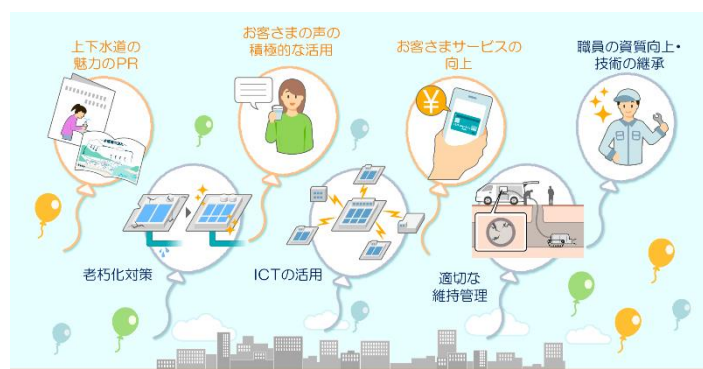 上下水道の
魅力のPR
お客さまの声の
積極的な活用
お客さまサービスの
向上
職員の資質向上・
技術の継承
¥
老朽化対策
ICTの活用
適切な
維持管理